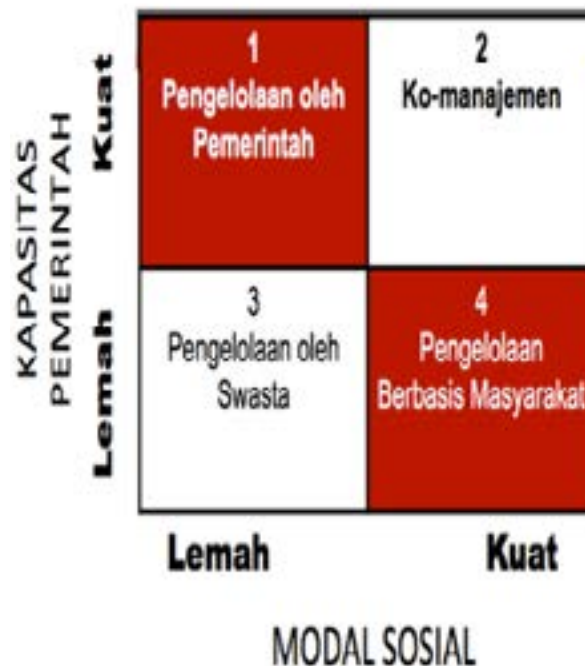 KAPASITAS
PEMERINTAH
Kuat
Lemah
1
Pengelolaan oleh
Pemerintah
2
Ko-manajemen
3
Pengelolaan oleh
Swasta
4
Pengelolaan
Berbasis Masyarakat
Lemah
Kuat
MODAL SOSIAL